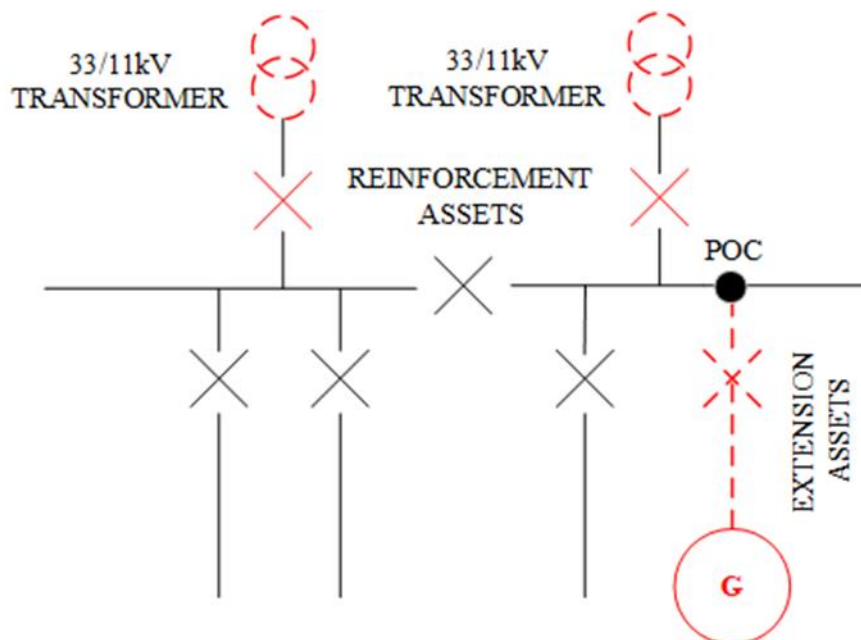 33/11kV
TRANSFORMER
33/11kV
TRANSFORMER
REINFORCEMENT
ASSETS
POC
EXTENSION
ASSETS
G